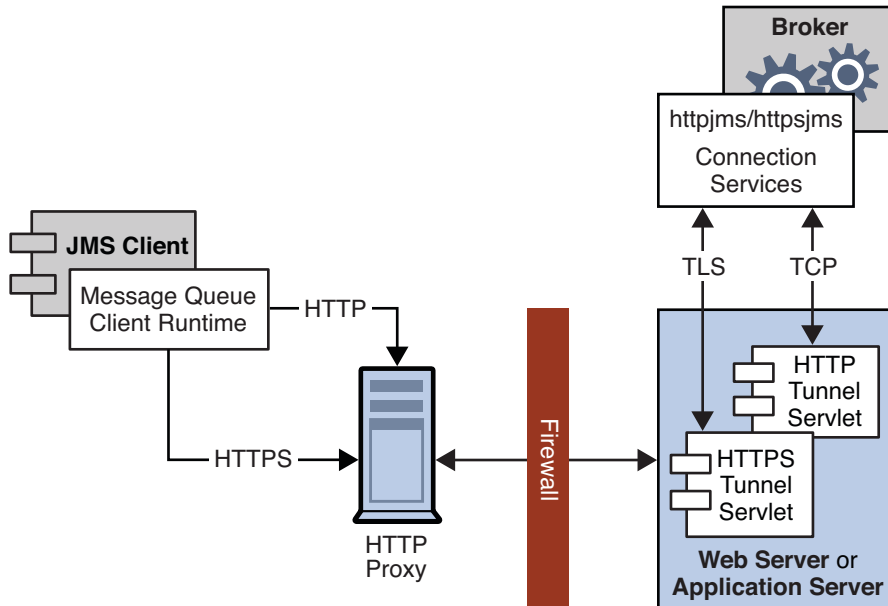 Broker
httpjms/httpsjms
Connection
Services
JMS Client
Message Queue
Client Runtime
HTTP
HTTPS
TLS
TCP
Firewall
HTTP
Proxy
HTTP
Tunnel
Servlet
HTTPS
Tunnel
Servlet
Web Server or
Application Server